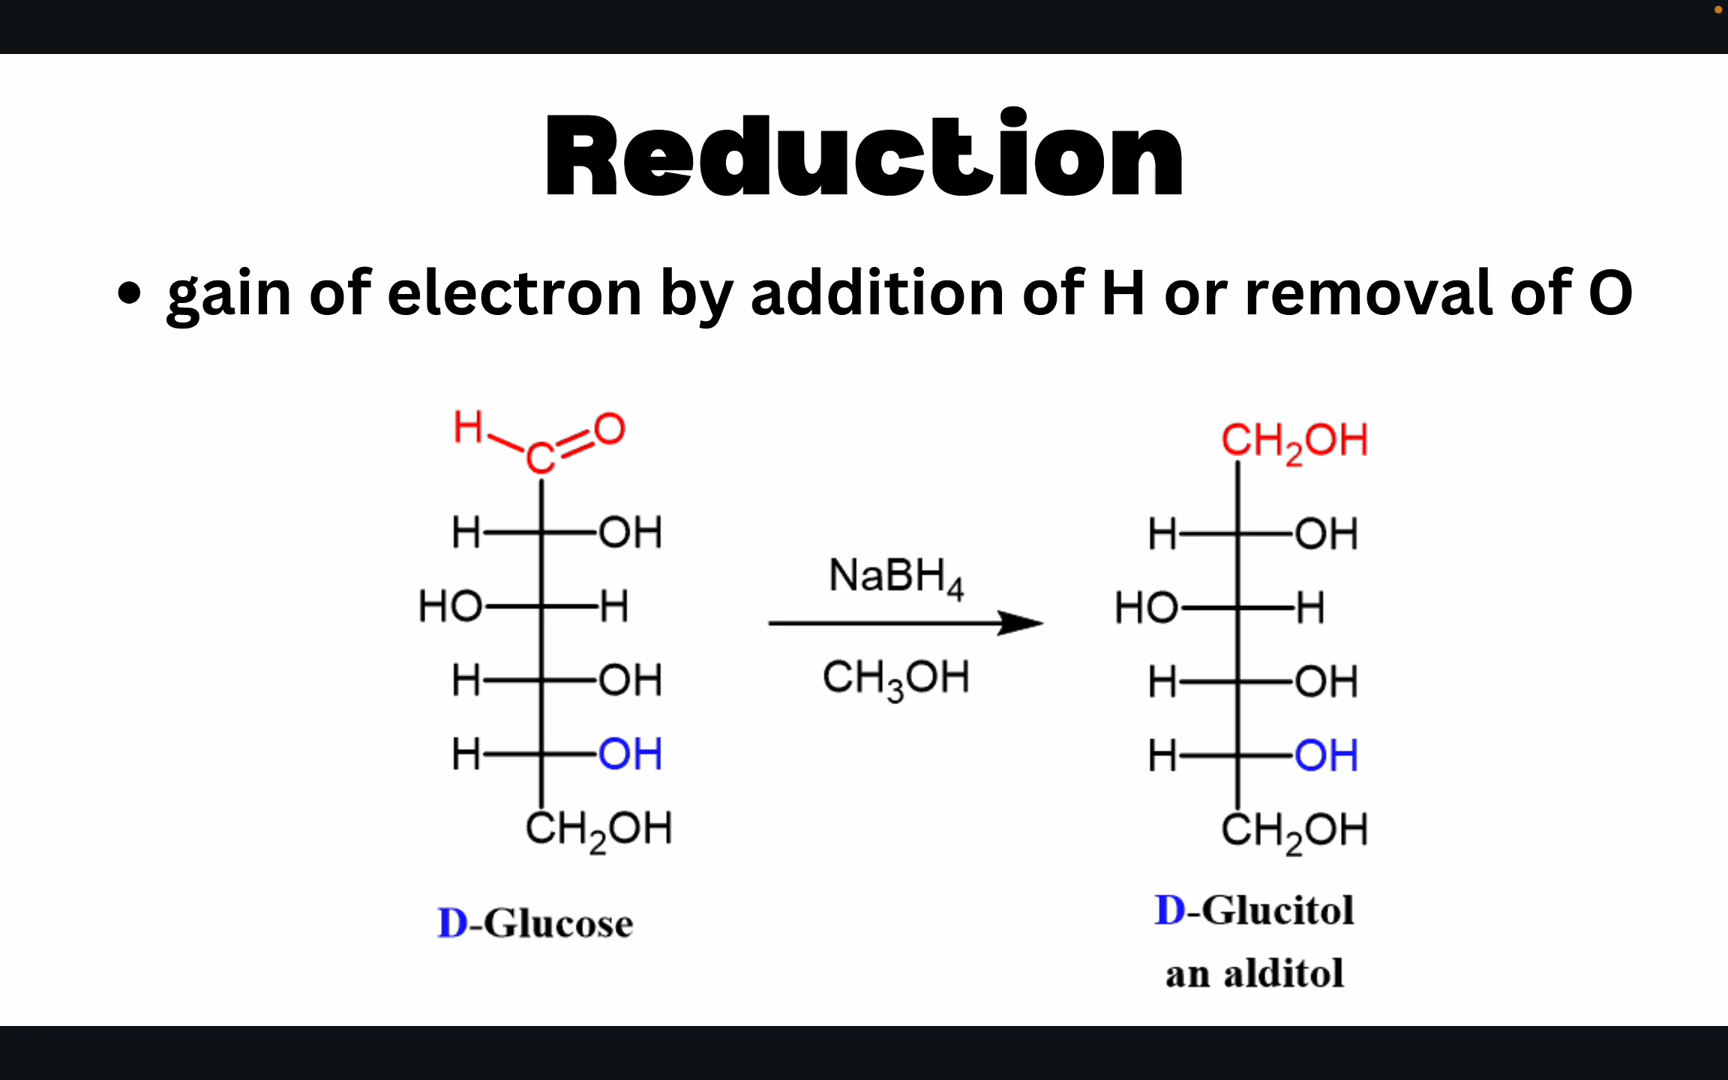 Reduction
• gain of electron by addition of H or removal of O
H C O
CH₂OH
H OH
H OH
NaBH₄
HO H
HO H
CH₃OH
H OH
H OH
H OH
H OH
CH₂OH
CH₂OH
D-Glucose
D-Glucitol
an alditol